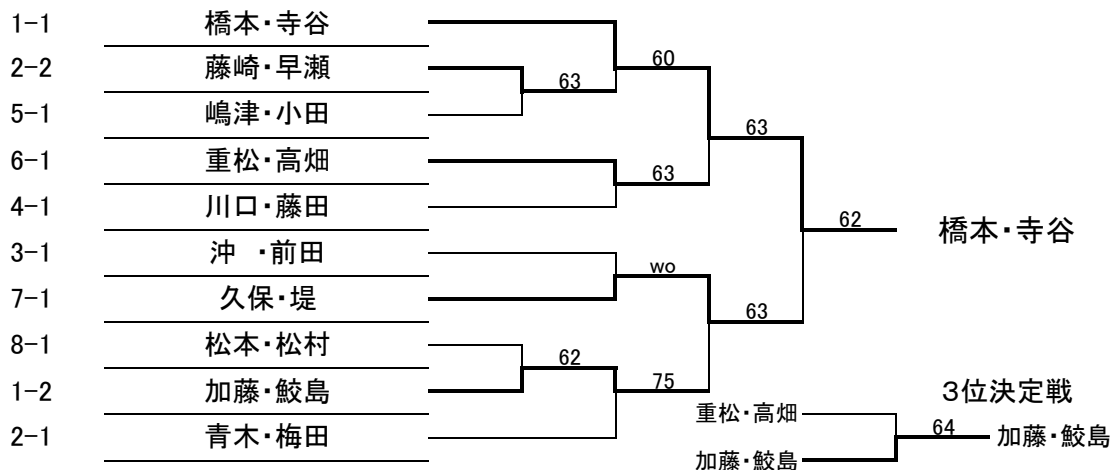 1-1 橋本・寺谷
60
2-2 藤崎・早瀬
63
5-1 嶋津・小田
63
6-1 重松・高畑
63
4-1 川口・藤田
62 橋本・寺谷
3-1 沖 ・前田
wo
7-1 久保・堤
63
8-1 松本・松村
62
1-2 加藤・鮫島
75
3位決定戦
重松・高畑
2-1 青木・梅田
64 加藤・鮫島
加藤・鮫島